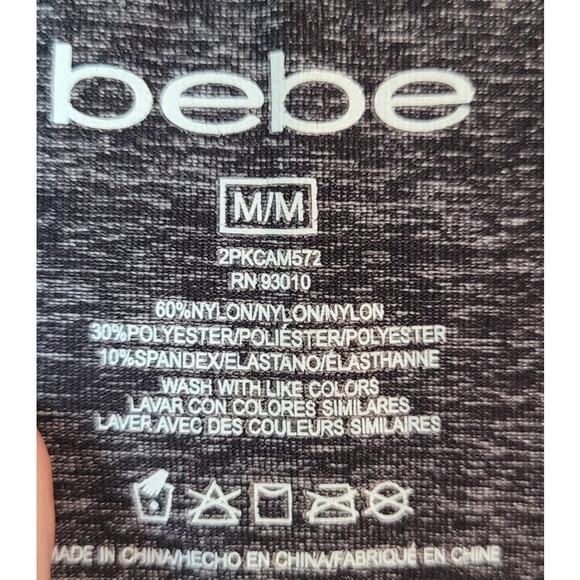 bebe
M/M
2PKCAM572
RN 93010
60%NYLON/NYLON/NYLON
30%POLYESTER/POLIÉSTER/POLYESTER
10%SPANDEX/ELASTANO/ÉLASTHANNE
WASH WITH LIKE COLORS
LAVAR CON COLORES SIMILARES
LAVER AVEC DES COULEURS SIMILAIRES
MADE IN CHINA/HECHO EN CHINA/FABRIQUÉ EN CHINE